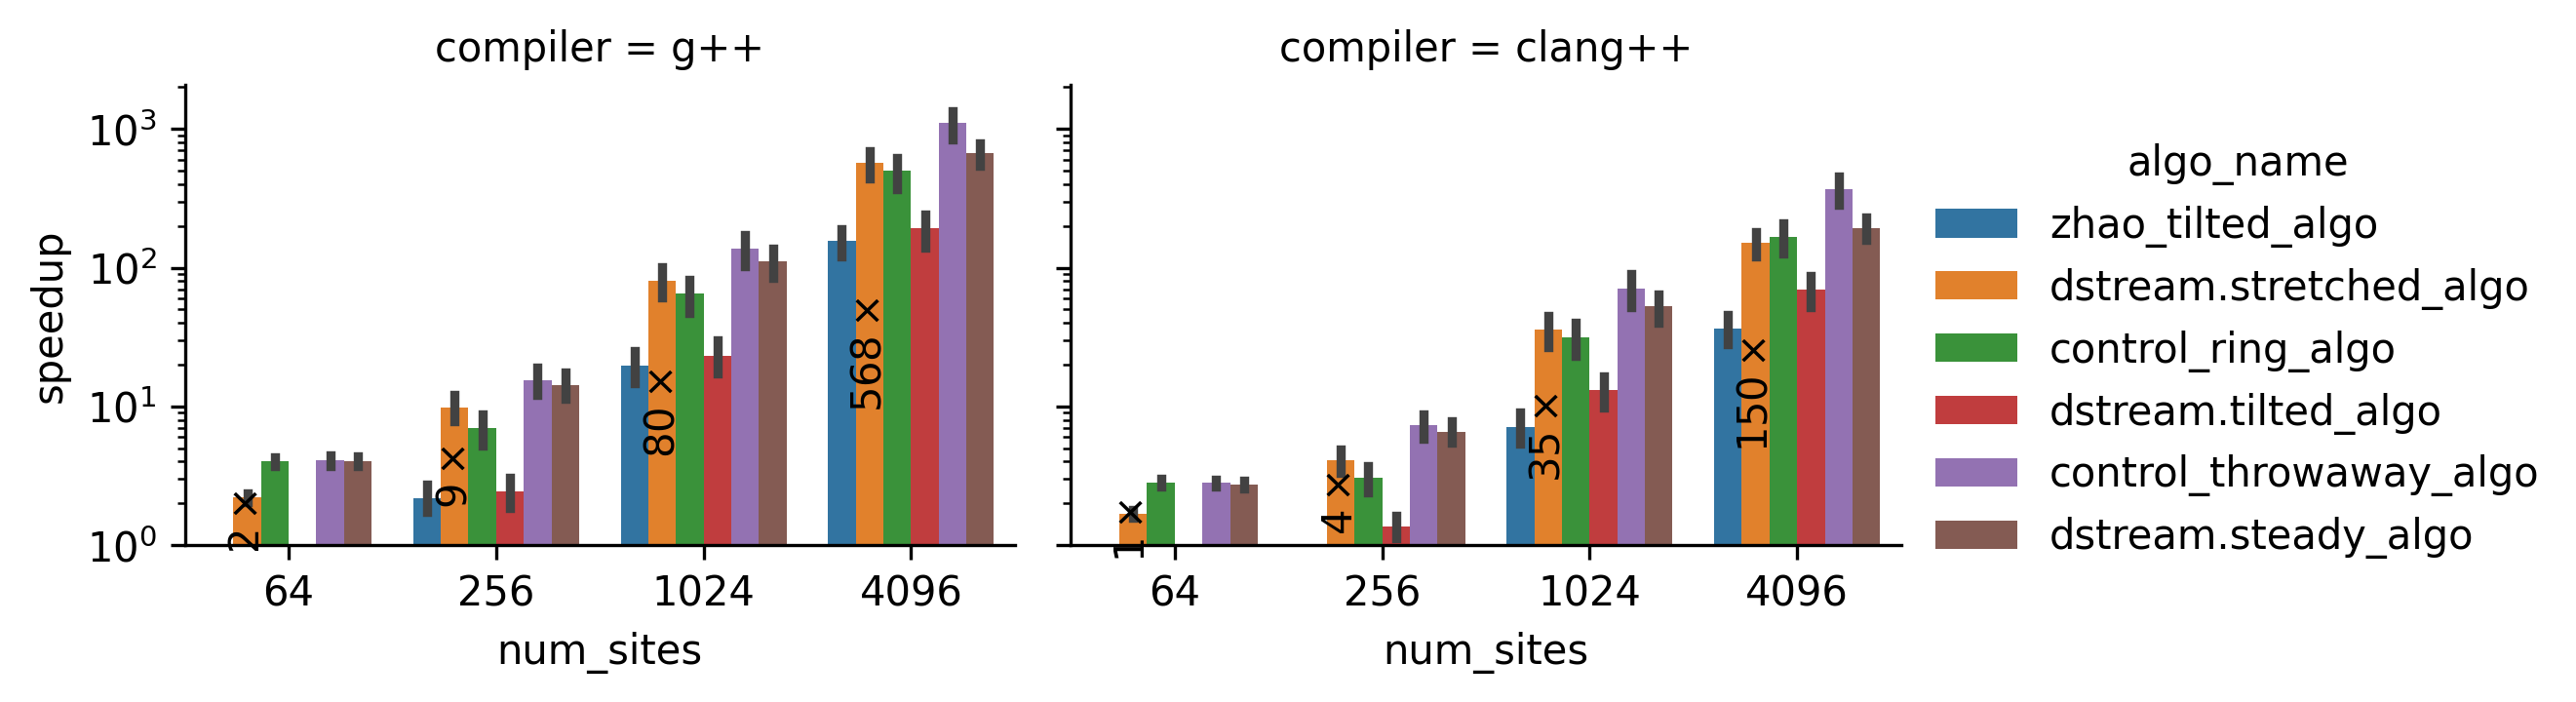 compiler = g++
compiler = clang++
speedup
10³
10²
10¹
10⁰
2 ×
9 ×
80 ×
568 ×
1 ×
4 ×
35 ×
150 ×
64
256
1024
4096
num_sites
64
256
1024
4096
num_sites
algo_name
zhao_tilted_algo
dstream.stretched_algo
control_ring_algo
dstream.tilted_algo
control_throwaway_algo
dstream.steady_algo